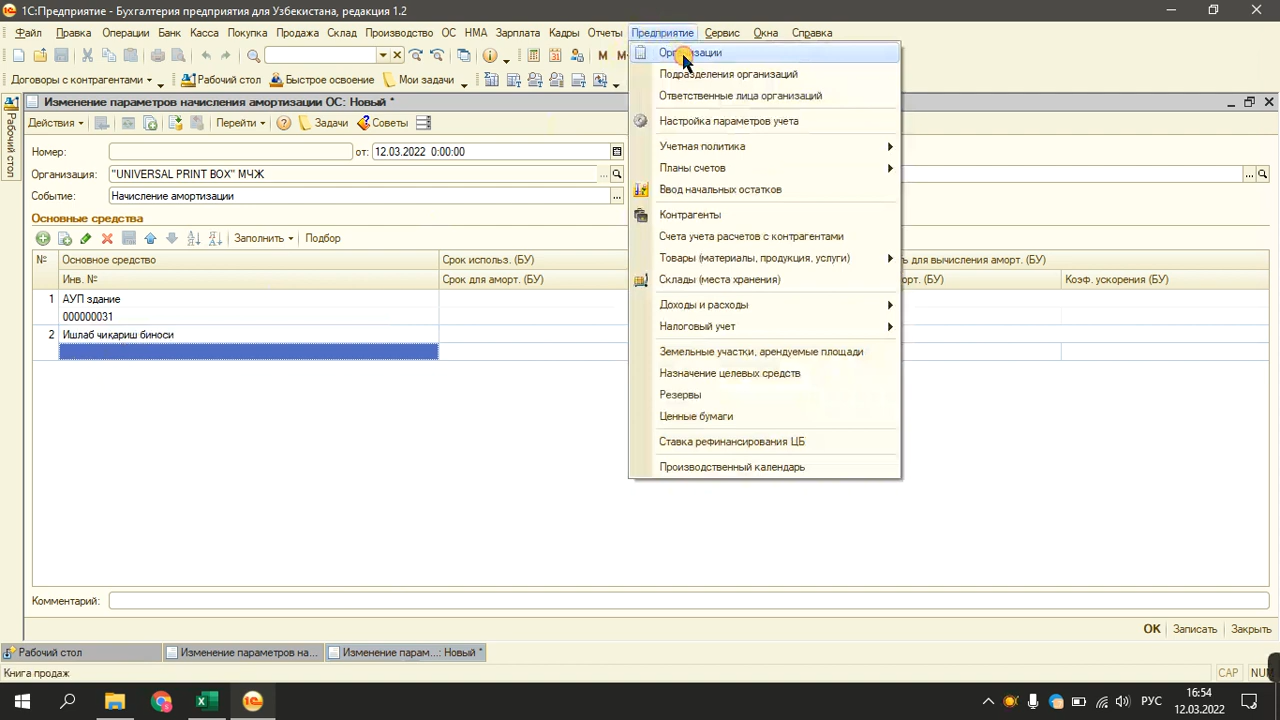 1С:Предприятие - Бухгалтерия предприятия для Узбекистана, редакция 1.2
Файл Правка Операции Банк Касса Покупка Продажа Склад Производство ОС НМА Зарплата Кадры Отчеты Предприятие Сервис Окна Справка
M M
Договоры с контрагентами Рабочий стол Быстрое освоение Мои задачи
Рабочий стол
Изменение параметров начисления амортизации ОС: Новый *
Действия Перейти Задачи Советы
Номер: от: 12.03.2022 0:00:00
Организация: "UNIVERSAL PRINT BOX" МЧЖ
Событие: Начисление амортизации
Основные средства
Заполнить Подбор
№ Основное средство Срок использ. (БУ) ь для вычисления аморт. (БУ)
Инв. № Срок для аморт. (БУ) орт. (БУ) Коэф. ускорения (БУ)
1 АУП здание
000000031
2 Ишлаб чиқариш биноси
Организации
Подразделения организаций
Ответственные лица организаций
Настройка параметров учета
Учетная политика
Планы счетов
Ввод начальных остатков
Контрагенты
Счета учета расчетов с контрагентами
Товары (материалы, продукция, услуги)
Склады (места хранения)
Доходы и расходы
Налоговый учет
Земельные участки, арендуемые площади
Назначение целевых средств
Резервы
Ценные бумаги
Ставка рефинансирования ЦБ
Производственный календарь
Комментарий:
OK Записать Закрыть
Рабочий стол Изменение параметров на... Изменение парам...: Новый *
Книга продаж CAP NUM
РУС 16:54
12.03.2022